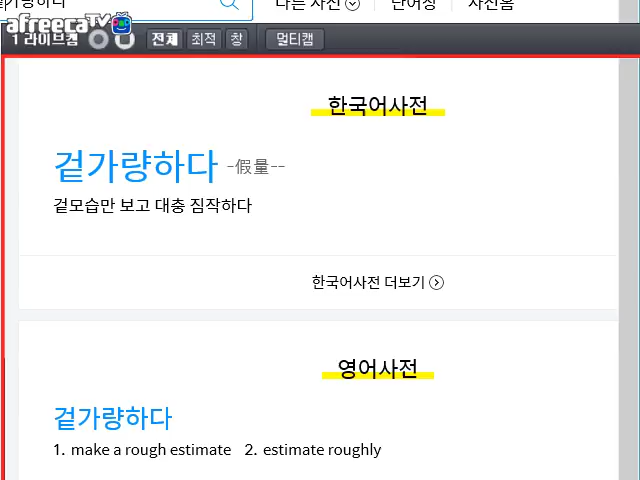 다른 사전 단어장 사전홈
afreecaTV
1 라이브캠 전체 최적 창 멀티캠
한국어사전
겉가량하다 -假量--
겉모습만 보고 대충 짐작하다
한국어사전 더보기
영어사전
겉가량하다
1. make a rough estimate 2. estimate roughly